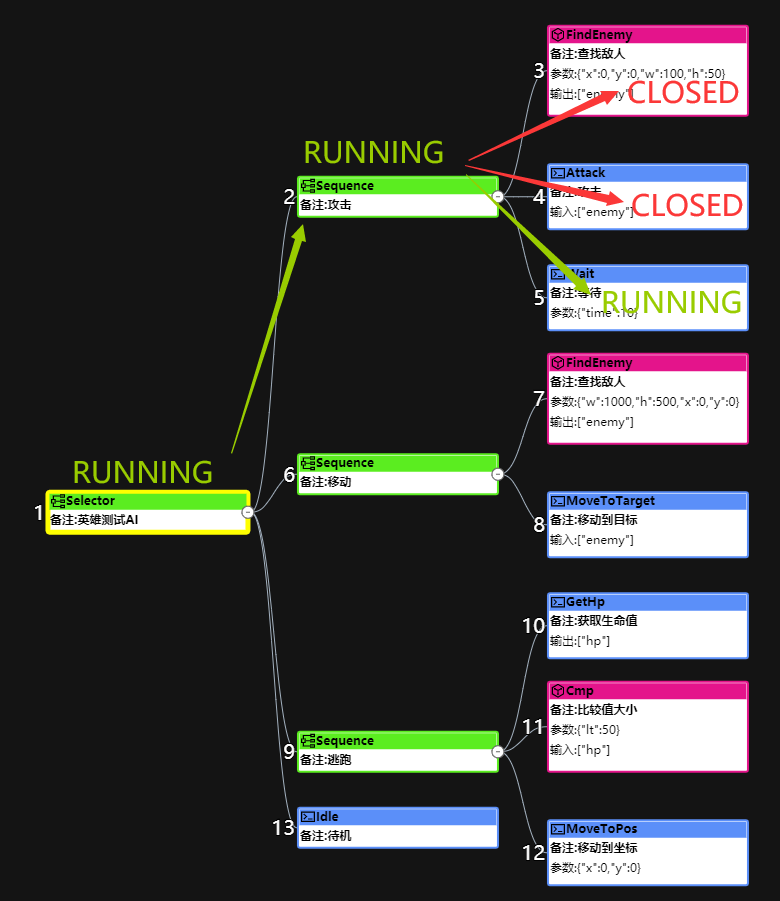 3
FindEnemy
备注:查找敌人
参数:{"x":0,"y":0,"w":100,"h":50}
输出:["enemy"]
CLOSED
RUNNING
2
Sequence
备注:攻击
4
Attack
备注:攻击
输入:["enemy"]
CLOSED
5
Wait
备注:等待
参数:{"time":10}
RUNNING
7
FindEnemy
备注:查找敌人
参数:{"w":1000,"h":500,"x":0,"y":0}
输出:["enemy"]
RUNNING
1
Selector
备注:英雄测试AI
6
Sequence
备注:移动
8
MoveToTarget
备注:移动到目标
输入:["enemy"]
10
GetHp
备注:获取生命值
输出:["hp"]
11
Cmp
备注:比较值大小
参数:{"lt":50}
输入:["hp"]
9
Sequence
备注:逃跑
13
Idle
备注:待机
12
MoveToPos
备注:移动到坐标
参数:{"x":0,"y":0}